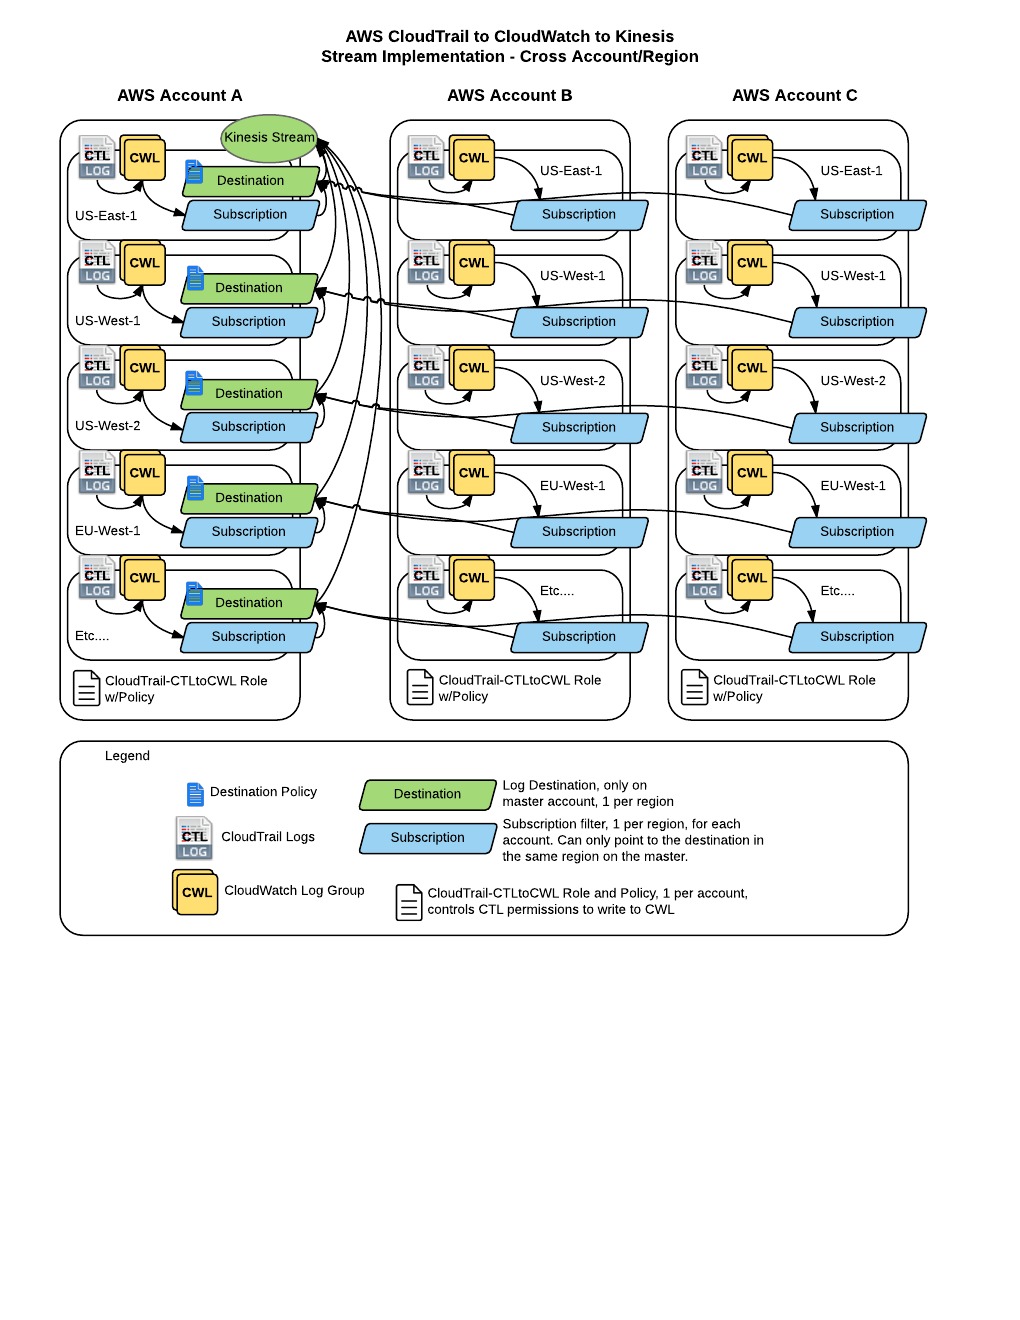 AWS CloudTrail to CloudWatch to Kinesis
Stream Implementation - Cross Account/Region
AWS Account A
AWS Account B
AWS Account C
Kinesis Stream
CTL
LOG
CWL
Destination
Subscription
US-East-1
CTL
LOG
CWL
US-East-1
Subscription
CTL
LOG
CWL
US-East-1
Subscription
CTL
LOG
CWL
Destination
Subscription
US-West-1
CTL
LOG
CWL
US-West-1
Subscription
CTL
LOG
CWL
US-West-1
Subscription
CTL
LOG
CWL
Destination
Subscription
US-West-2
CTL
LOG
CWL
US-West-2
Subscription
CTL
LOG
CWL
US-West-2
Subscription
CTL
LOG
CWL
Destination
Subscription
EU-West-1
CTL
LOG
CWL
EU-West-1
Subscription
CTL
LOG
CWL
EU-West-1
Subscription
CTL
LOG
CWL
Destination
Subscription
Etc....
CTL
LOG
CWL
Etc....
Subscription
CTL
LOG
CWL
Etc....
Subscription
CloudTrail-CTLtoCWL Role
w/Policy
CloudTrail-CTLtoCWL Role
w/Policy
CloudTrail-CTLtoCWL Role
w/Policy
Legend
Destination Policy
Destination
Log Destination, only on
master account, 1 per region
CTL
LOG
CloudTrail Logs
Subscription
Subscription filter, 1 per region, for each
account. Can only point to the destination in
the same region on the master.
CWL
CloudWatch Log Group
CloudTrail-CTLtoCWL Role and Policy, 1 per account,
controls CTL permissions to write to CWL